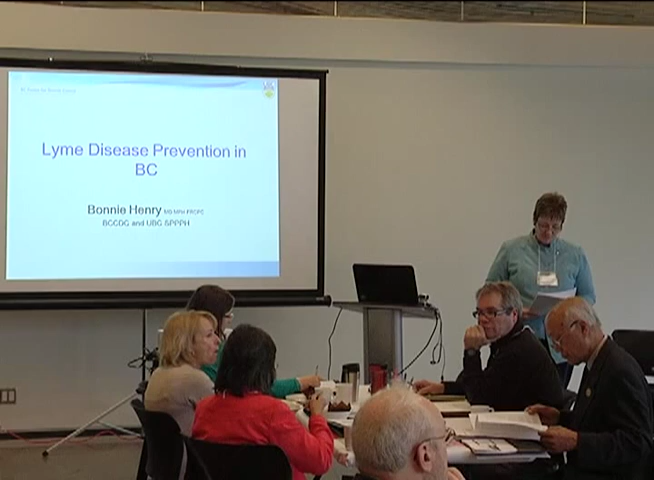 Lyme Disease Prevention in
BC
Bonnie Henry MD MPH FRCPC
BCCDC and UBC SPPPH